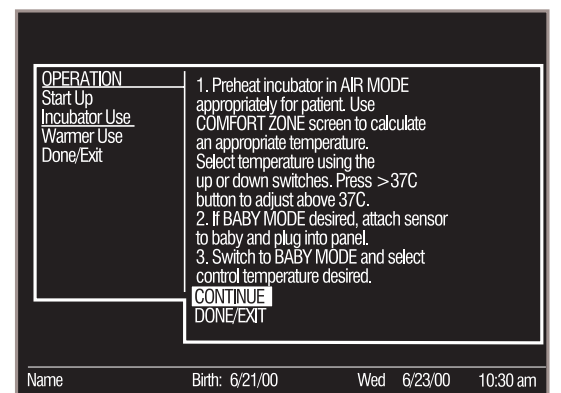 OPERATION
Start Up
Incubator Use
Warmer Use
Done/Exit
1. Preheat incubator in AIR MODE
appropriately for patient. Use
COMFORT ZONE screen to calculate
an appropriate temperature.
Select temperature using the
up or down switches. Press >37C
button to adjust above 37C.
2. If BABY MODE desired, attach sensor
to baby and plug into panel.
3. Switch to BABY MODE and select
control temperature desired.
CONTINUE
DONE/EXIT
Name Birth: 6/21/00 Wed 6/23/00 10:30 am